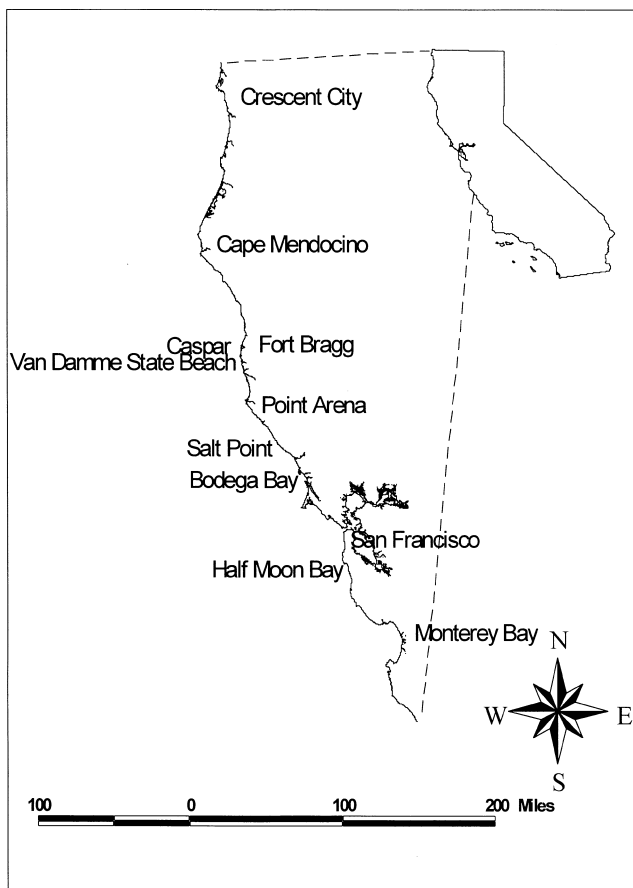 Crescent City
Cape Mendocino
Caspar
Fort Bragg
Van Damme State Beach
Point Arena
Salt Point
Bodega Bay
San Francisco
Half Moon Bay
Monterey Bay
N
W
E
S
100
0
100
200 Miles